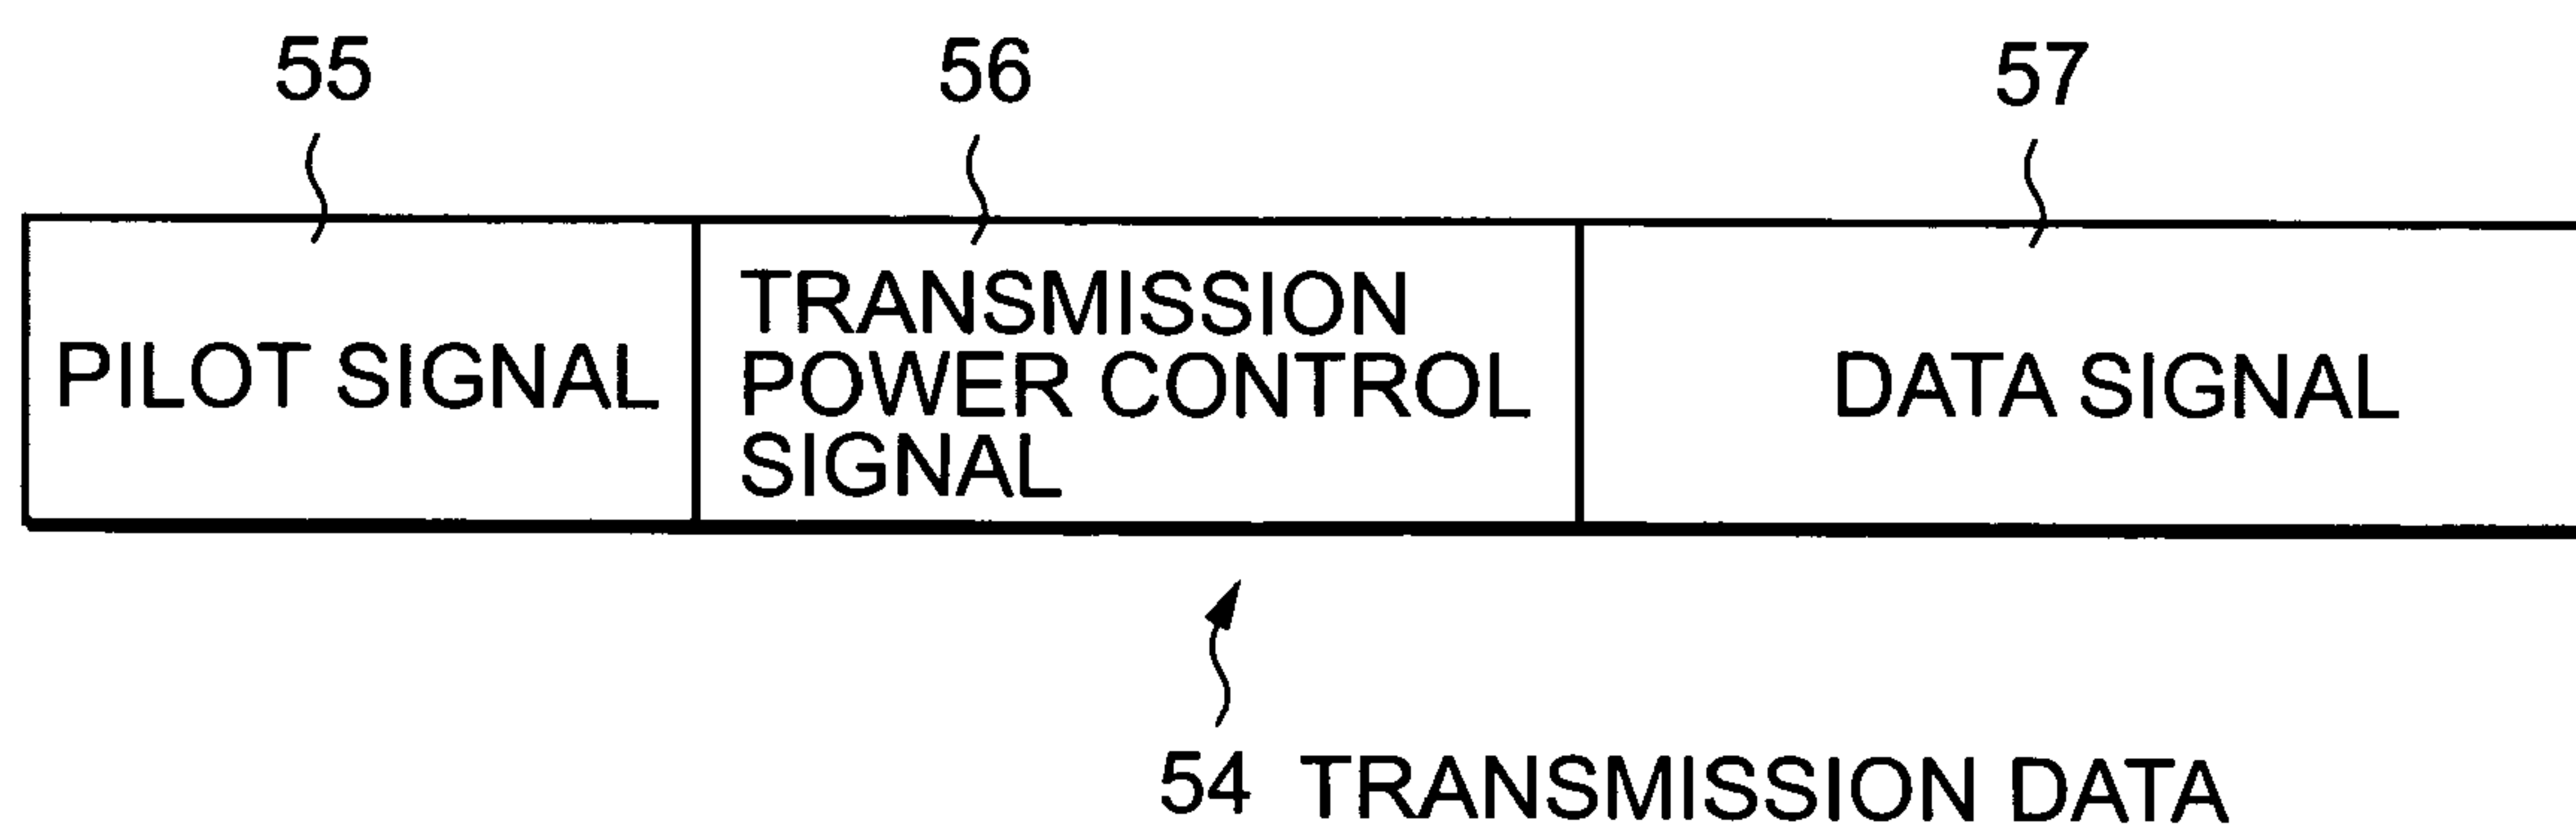 55
56
57
PILOT SIGNAL
TRANSMISSION
POWER CONTROL
SIGNAL
DATA SIGNAL
54 TRANSMISSION DATA